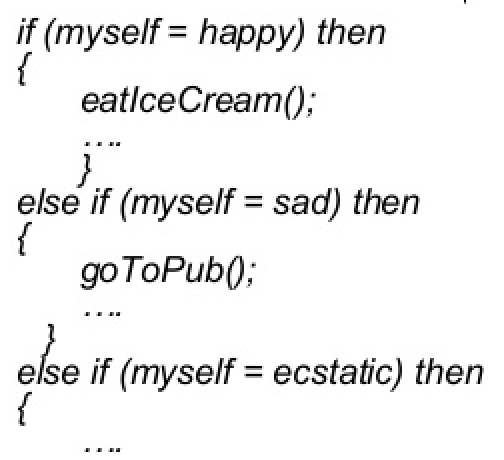 if (myself = happy) then
{
eatIceCream();
....
}
else if (myself = sad) then
{
goToPub();
....
}
else if (myself = ecstatic) then
{
....